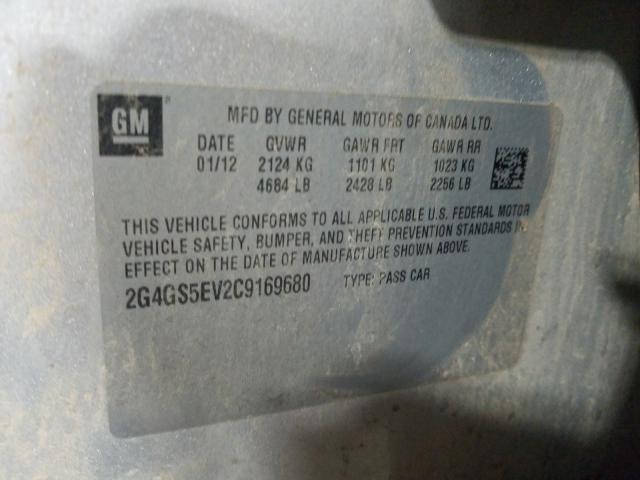 GM
MFD BY GENERAL MOTORS OF CANADA LTD.
DATE GVWR GAWR FRT GAWR RR
01/12 2124 KG 1101 KG 1023 KG
4684 LB 2428 LB 2256 LB
THIS VEHICLE CONFORMS TO ALL APPLICABLE U.S. FEDERAL MOTOR
VEHICLE SAFETY, BUMPER, AND THEFT PREVENTION STANDARDS IN
EFFECT ON THE DATE OF MANUFACTURE SHOWN ABOVE.
2G4GS5EV2C9169680 TYPE: PASS CAR